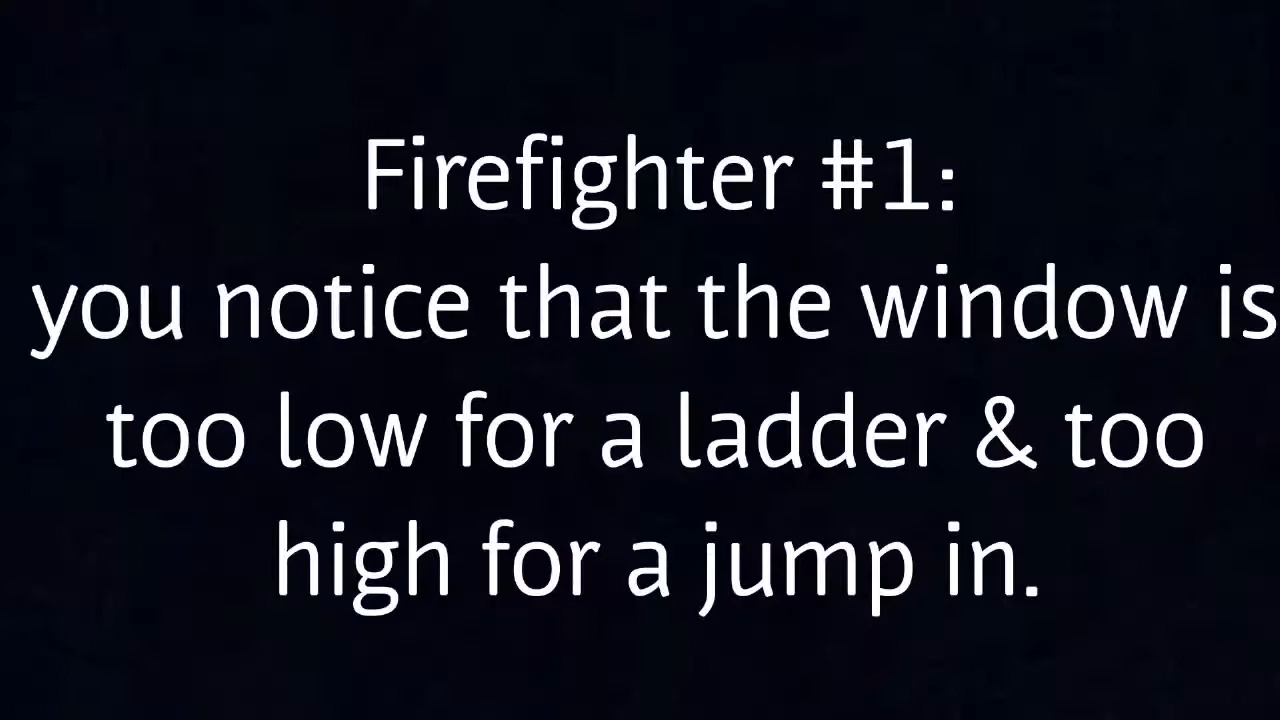 Firefighter #1:
you notice that the window is
too low for a ladder & too
high for a jump in.